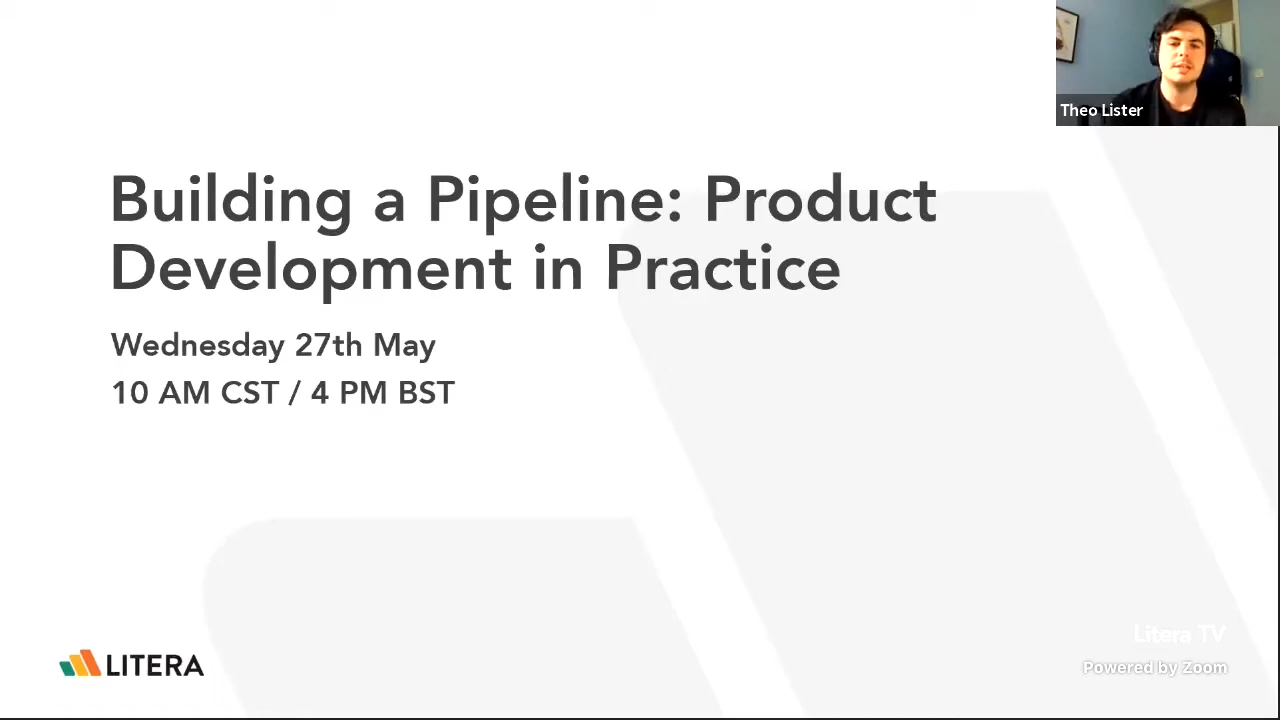 Theo Lister
Building a Pipeline: Product
Development in Practice
Wednesday 27th May
10 AM CST / 4 PM BST
LITERA
Litera TV
Powered by Zoom